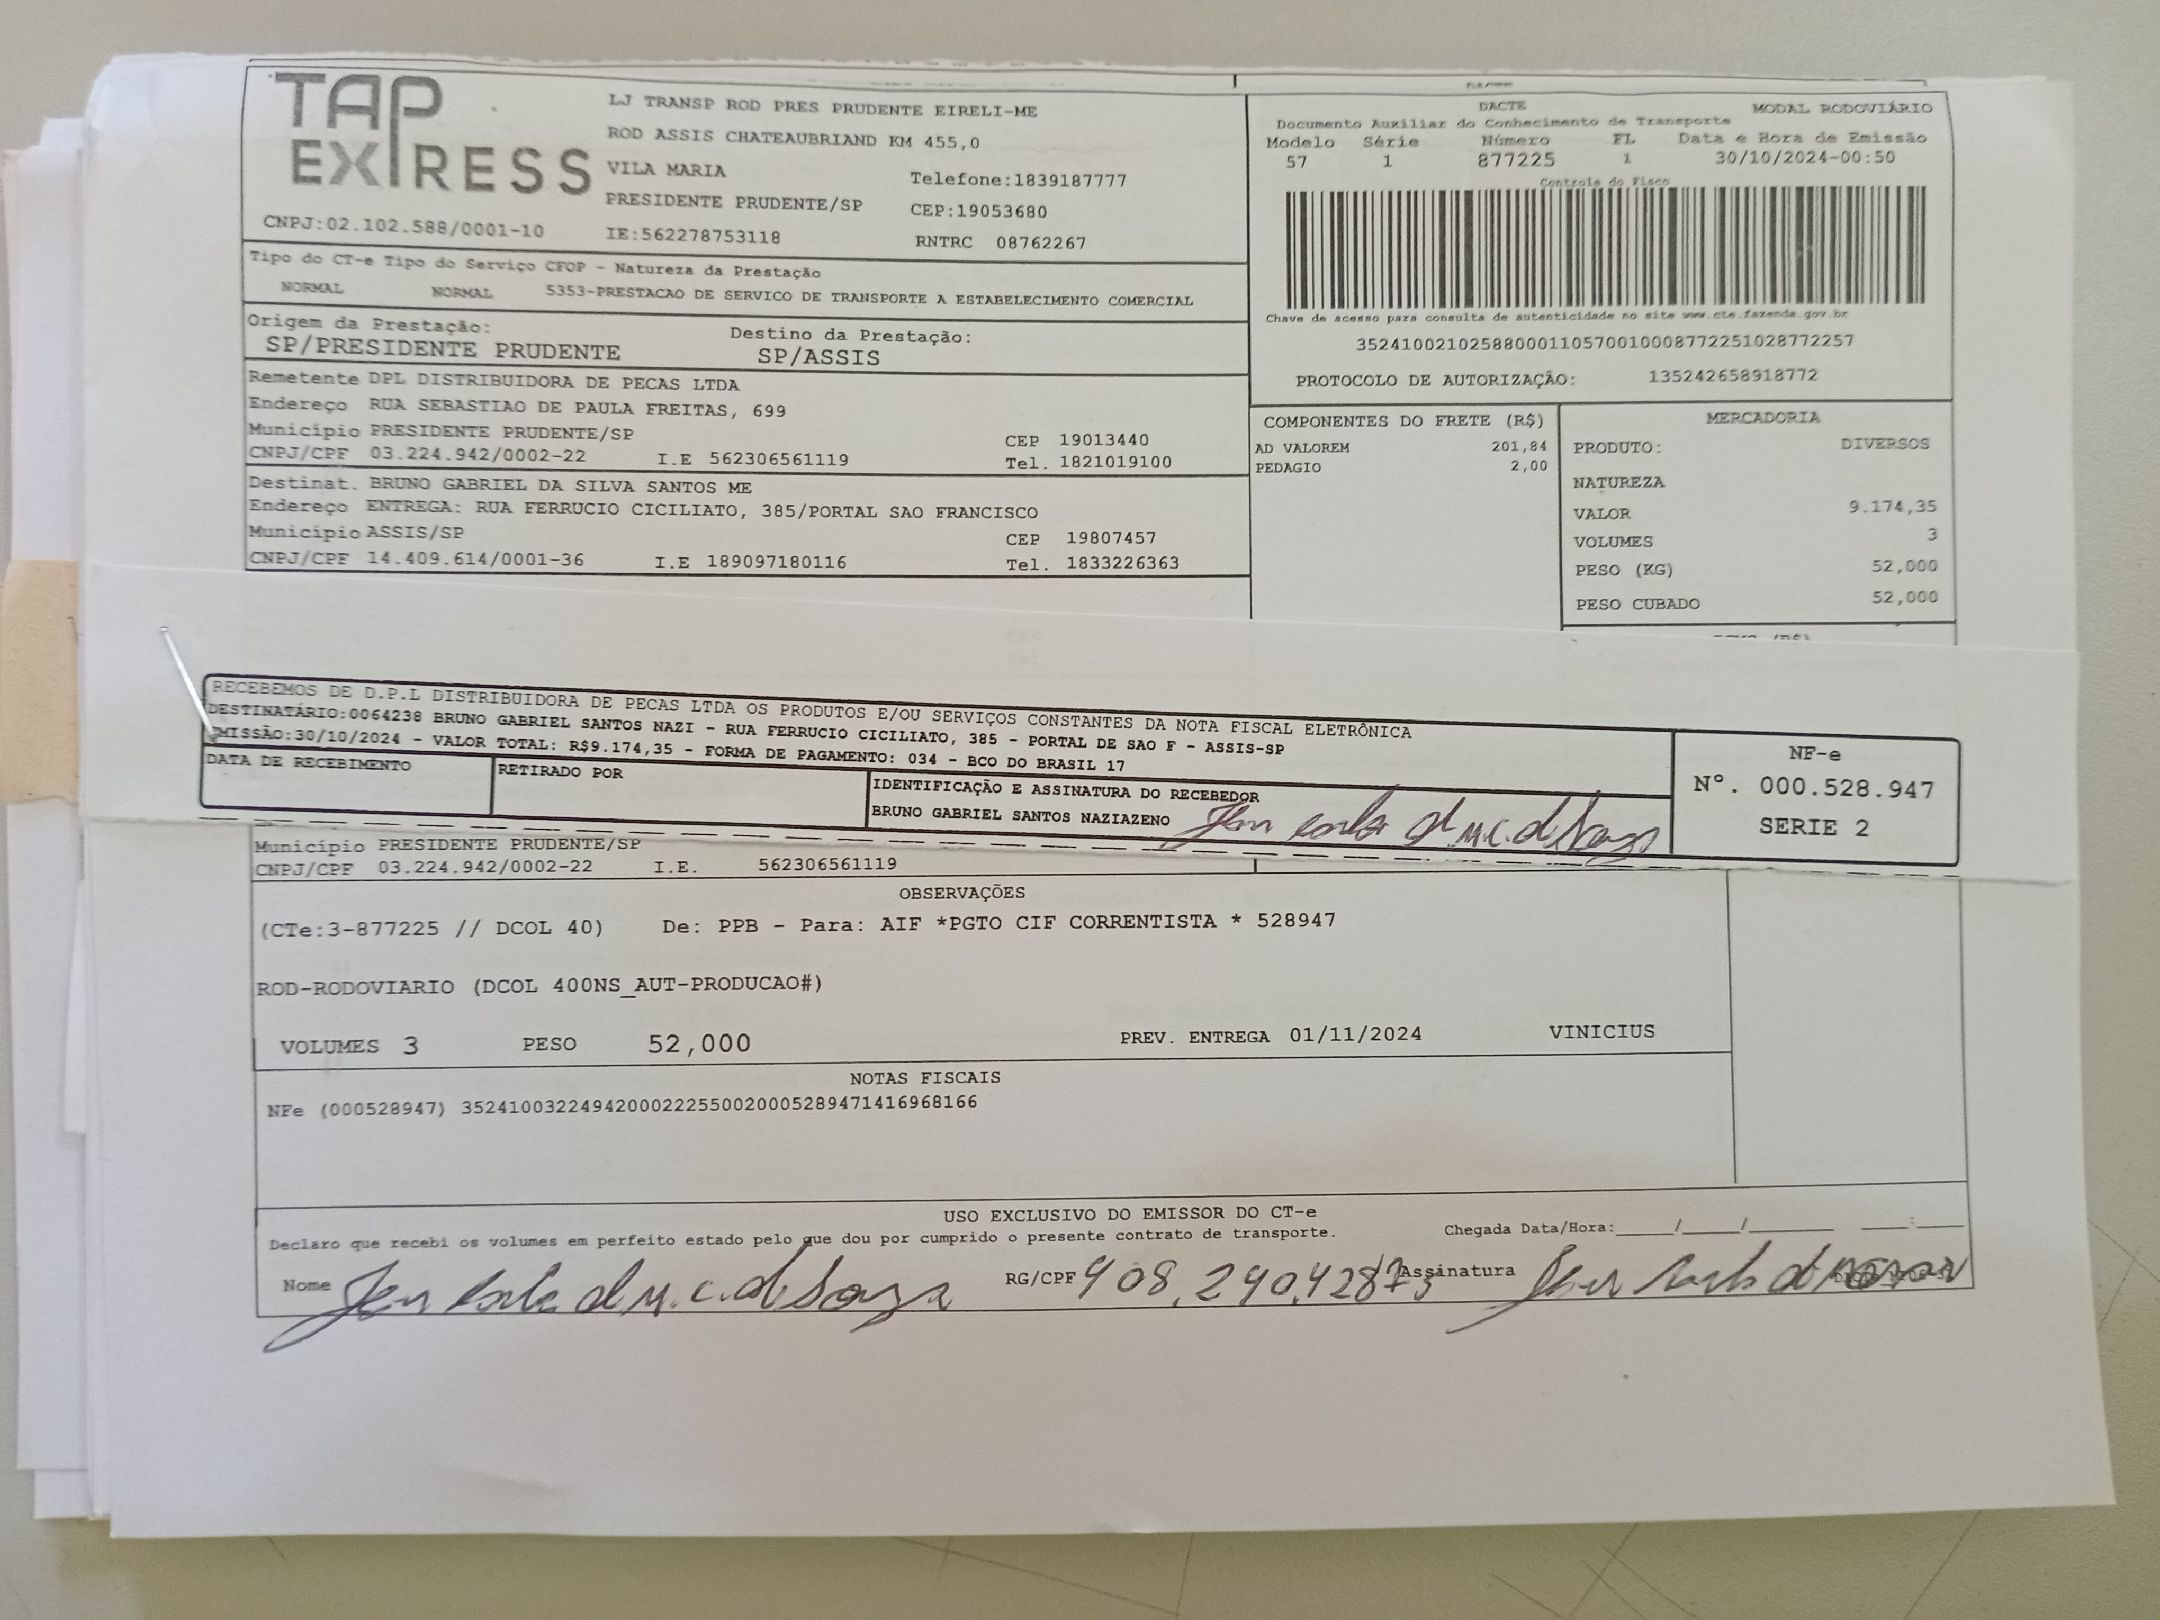 TAP EXPRESS
LJ TRANSP ROD PRES PRUDENTE EIRELI-ME
ROD ASSIS CHATEAUBRIAND KM 455,0
VILA MARIA Telefone:1839187777
PRESIDENTE PRUDENTE/SP CEP:19053680
CNPJ:02.102.588/0001-10 IE:562278753118 RNTRC 08762267
DACTE MODAL RODOVIÁRIO
Documento Auxiliar do Conhecimento de Transporte
Modelo Série Número FL Data e Hora de Emissão
57 1 877225 1 30/10/2024-00:50
Controle do Fisco
Chave de acesso para consulta de autenticidade no site www.cte.fazenda.gov.br
35241002102588000110570010008772251028772257
PROTOCOLO DE AUTORIZAÇÃO: 135242658918772
Tipo do CT-e Tipo do Serviço CFOP - Natureza da Prestação
NORMAL NORMAL 5353-PRESTACAO DE SERVICO DE TRANSPORTE A ESTABELECIMENTO COMERCIAL
Origem da Prestação: Destino da Prestação:
SP/PRESIDENTE PRUDENTE SP/ASSIS
Remetente DPL DISTRIBUIDORA DE PECAS LTDA
Endereço RUA SEBASTIAO DE PAULA FREITAS, 699
Município PRESIDENTE PRUDENTE/SP CEP 19013440
CNPJ/CPF 03.224.942/0002-22 I.E 562306561119 Tel. 1821019100
Destinat. BRUNO GABRIEL DA SILVA SANTOS ME
Endereço ENTREGA: RUA FERRUCIO CICILIATO, 385/PORTAL SAO FRANCISCO
Município ASSIS/SP CEP 19807457
CNPJ/CPF 14.409.614/0001-36 I.E 189097180116 Tel. 1833226363
COMPONENTES DO FRETE (R$)
AD VALOREM 201,84
PEDAGIO 2,00
MERCADORIA
PRODUTO: DIVERSOS
NATUREZA
VALOR 9.174,35
VOLUMES 3
PESO (KG) 52,000
PESO CUBADO 52,000
RECEBEMOS DE D.P.L DISTRIBUIDORA DE PECAS LTDA OS PRODUTOS E/OU SERVIÇOS CONSTANTES DA NOTA FISCAL ELETRÔNICA
DESTINATÁRIO:0064238 BRUNO GABRIEL SANTOS NAZI - RUA FERRUCIO CICILIATO, 385 - PORTAL DE SAO F - ASSIS-SP
EMISSÃO:30/10/2024 - VALOR TOTAL: R$9.174,35 - FORMA DE PAGAMENTO: 034 - BCO DO BRASIL 17
DATA DE RECEBIMENTO RETIRADO POR IDENTIFICAÇÃO E ASSINATURA DO RECEBEDOR
BRUNO GABRIEL SANTOS NAZIAZENO
NF-e
Nº. 000.528.947
SERIE 2
Município PRESIDENTE PRUDENTE/SP
CNPJ/CPF 03.224.942/0002-22 I.E. 562306561119
OBSERVAÇÕES
(CTe:3-877225 // DCOL 40) De: PPB - Para: AIF *PGTO CIF CORRENTISTA * 528947
ROD-RODOVIARIO (DCOL 400NS_AUT-PRODUCAO#)
VOLUMES 3 PESO 52,000 PREV. ENTREGA 01/11/2024 VINICIUS
NOTAS FISCAIS
NFe (000528947) 35241003224942000222550020005289471416968166
USO EXCLUSIVO DO EMISSOR DO CT-e
Declaro que recebi os volumes em perfeito estado pelo que dou por cumprido o presente contrato de transporte. Chegada Data/Hora:____/____/______ ____:____
Nome de Souza RG/CPF 408.240.428 73 Assinatura